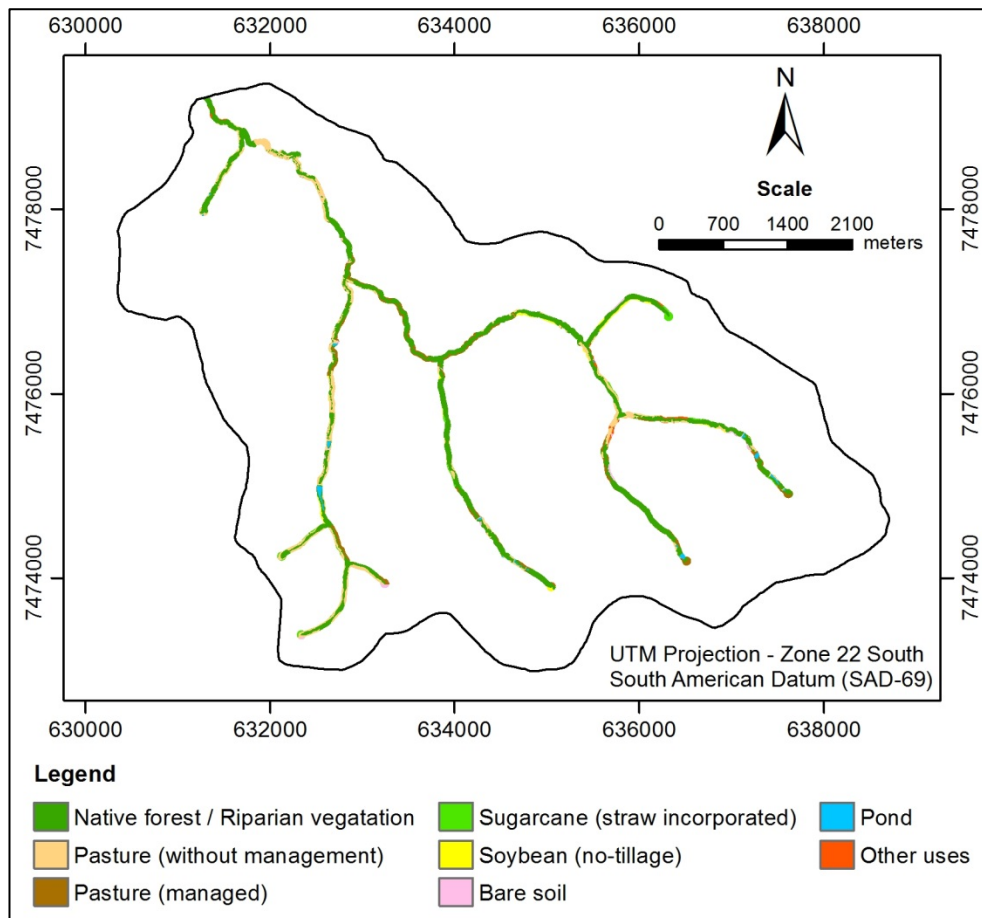 630000 632000 634000 636000 638000
N
Scale
0 700 1400 2100
meters
7478000 7478000
7476000 7476000
7474000 7474000
UTM Projection - Zone 22 South
South American Datum (SAD-69)
630000 632000 634000 636000 638000
Legend
Native forest / Riparian vegatation
Pasture (without management)
Pasture (managed)
Sugarcane (straw incorporated)
Soybean (no-tillage)
Bare soil
Pond
Other uses